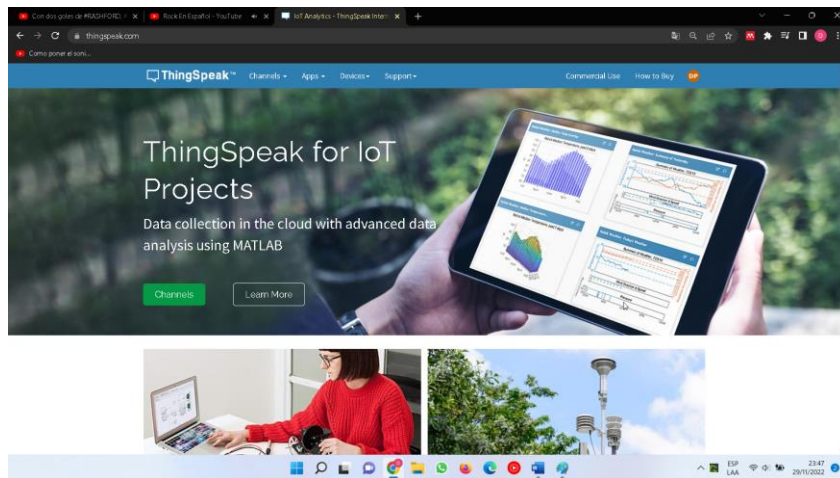 Con dos goles de #RASHFORD,
Rock En Español - YouTube
IoT Analytics - ThingSpeak Intern
thingspeak.com
Como poner el soni...
ThingSpeak™
Channels
Apps
Devices
Support
Commercial Use
How to Buy
DP
ThingSpeak for IoT
Projects
Data collection in the cloud with advanced data
analysis using MATLAB
Channels
Learn More
ESP
LAA
23:47
29/11/2022